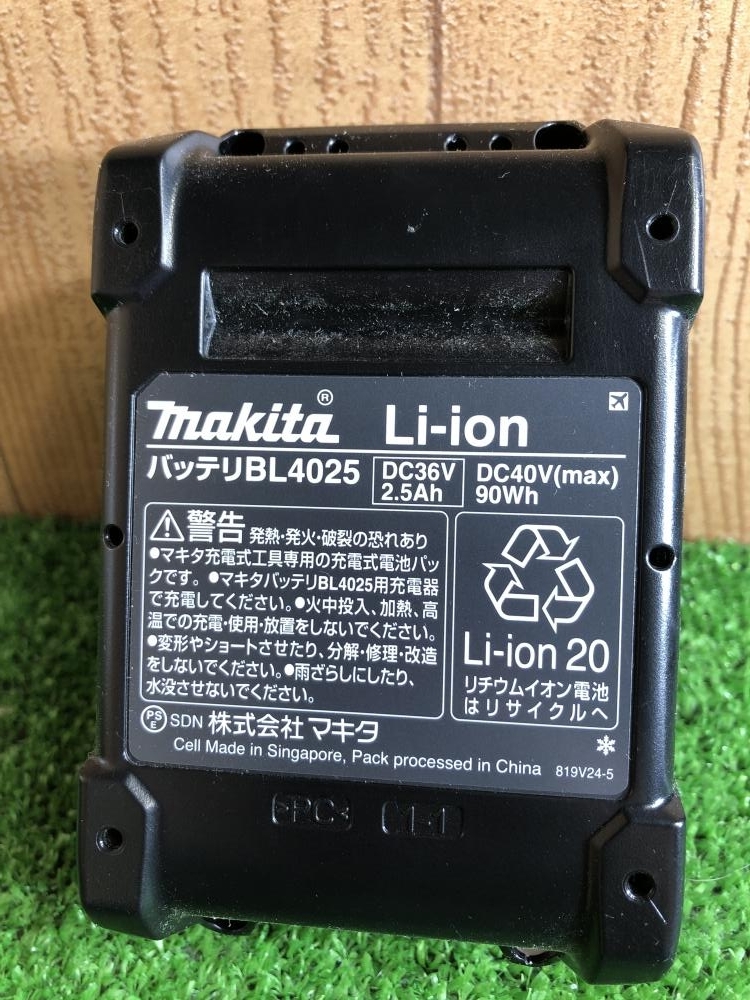 makita® Li-ion
バッテリBL4025 DC36V 2.5Ah DC40V(max) 90Wh
警告 発熱・発火・破裂の恐れあり
●マキタ充電式工具専用の充電式電池パッ
クです。●マキタバッテリBL4025用充電器
で充電してください。●火中投入、加熱、高
温での充電・使用・放置をしないでください。
●変形やショートさせたり、分解・修理・改造
をしないでください。●雨ざらしにしたり、
水没させないでください。
Li-ion 20
リチウムイオン電池
はリサイクルへ
PSE SDN 株式会社 マキタ
Cell Made in Singapore, Pack processed in China 819V24-5
>PC< 1-1